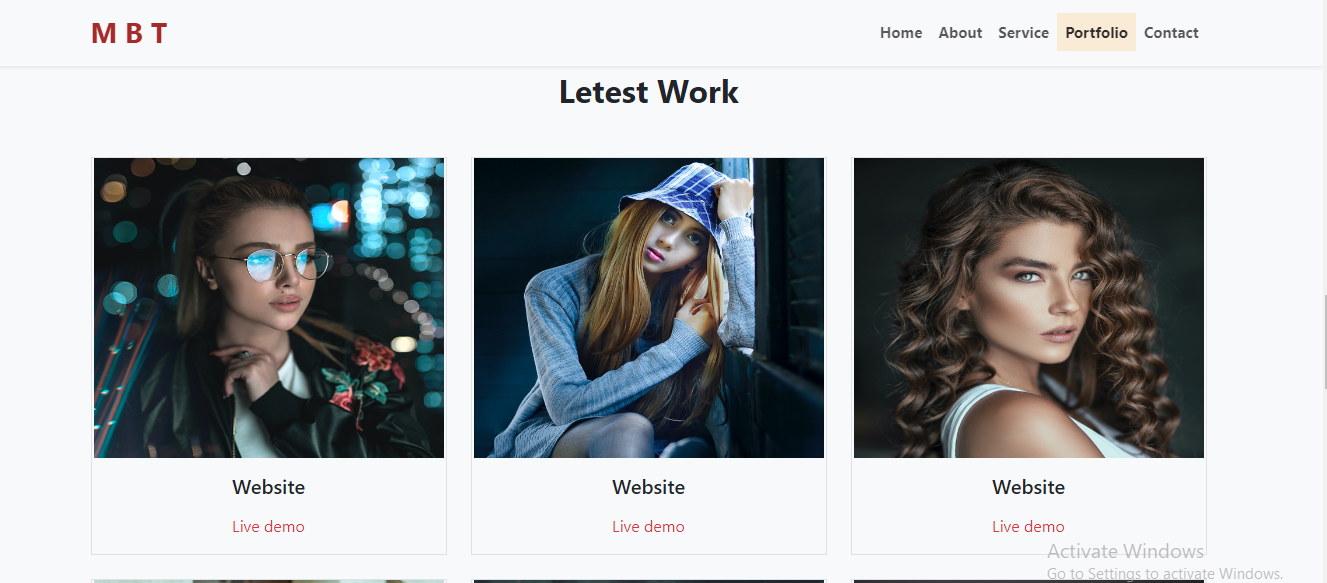 M B T
Home About Service Portfolio Contact
Letest Work
Website Website Website
Live demo Live demo Live demo
Activate Windows
Go to Settings to activate Windows.